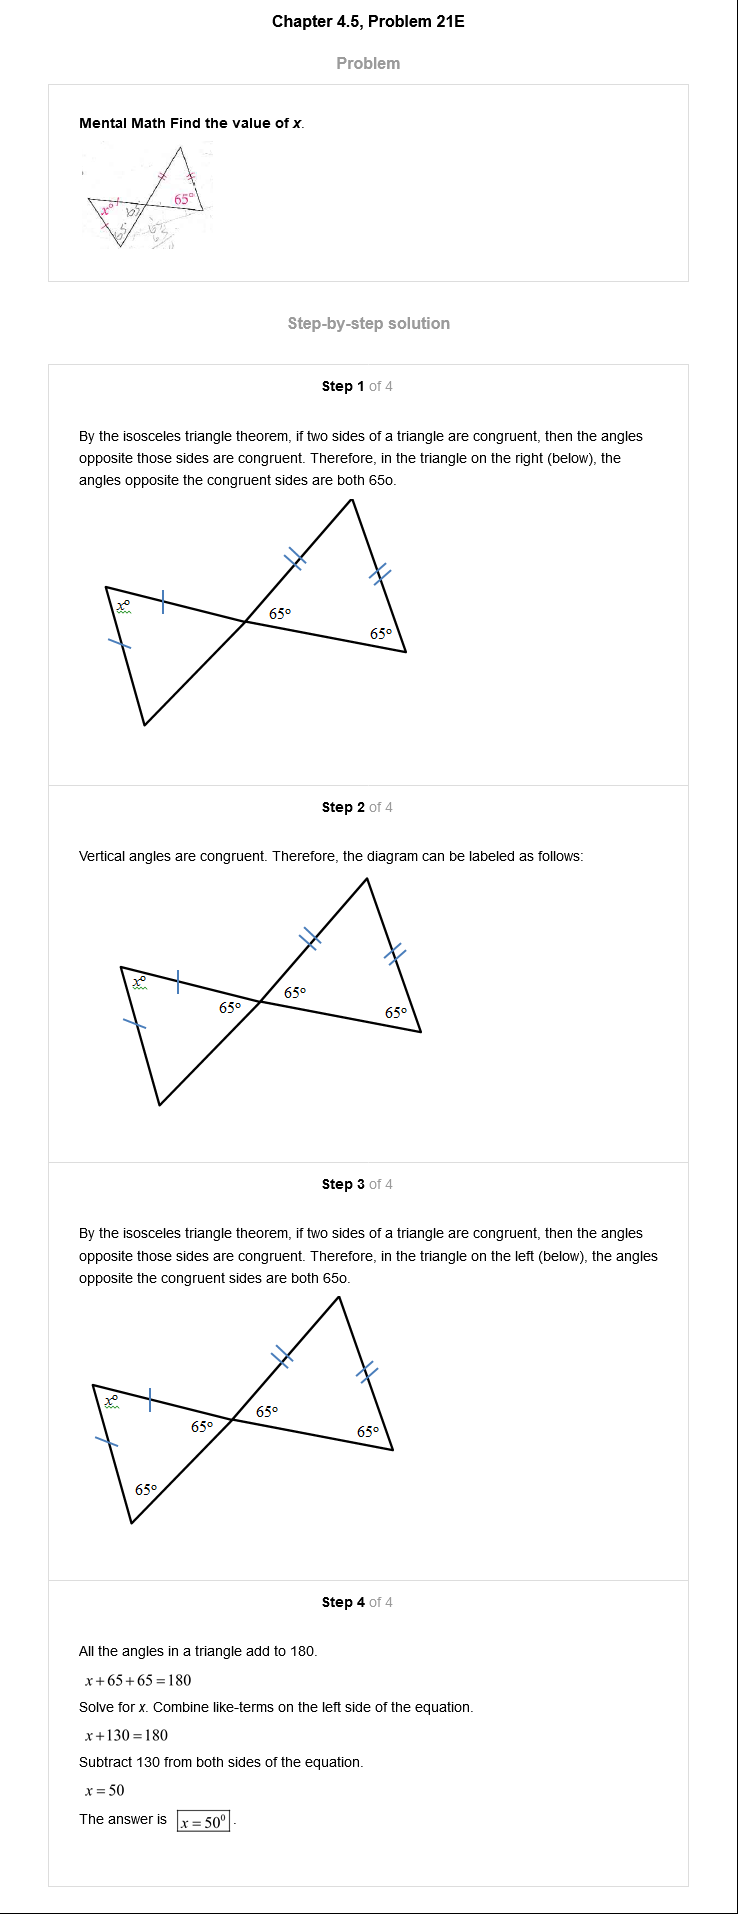 Chapter 4.5, Problem 21E
Problem
Mental Math Find the value of x.
65°
x°
65
65
Step-by-step solution
Step 1 of 4
By the isosceles triangle theorem, if two sides of a triangle are congruent, then the angles
opposite those sides are congruent. Therefore, in the triangle on the right (below), the
angles opposite the congruent sides are both 65o.
x°
65°
65°
Step 2 of 4
Vertical angles are congruent. Therefore, the diagram can be labeled as follows:
x°
65°
65°
65°
Step 3 of 4
By the isosceles triangle theorem, if two sides of a triangle are congruent, then the angles
opposite those sides are congruent. Therefore, in the triangle on the left (below), the angles
opposite the congruent sides are both 65o.
x°
65°
65°
65°
65°
Step 4 of 4
All the angles in a triangle add to 180.
x+65+65=180
Solve for x. Combine like-terms on the left side of the equation.
x+130=180
Subtract 130 from both sides of the equation.
x=50
The answer is x=50⁰.